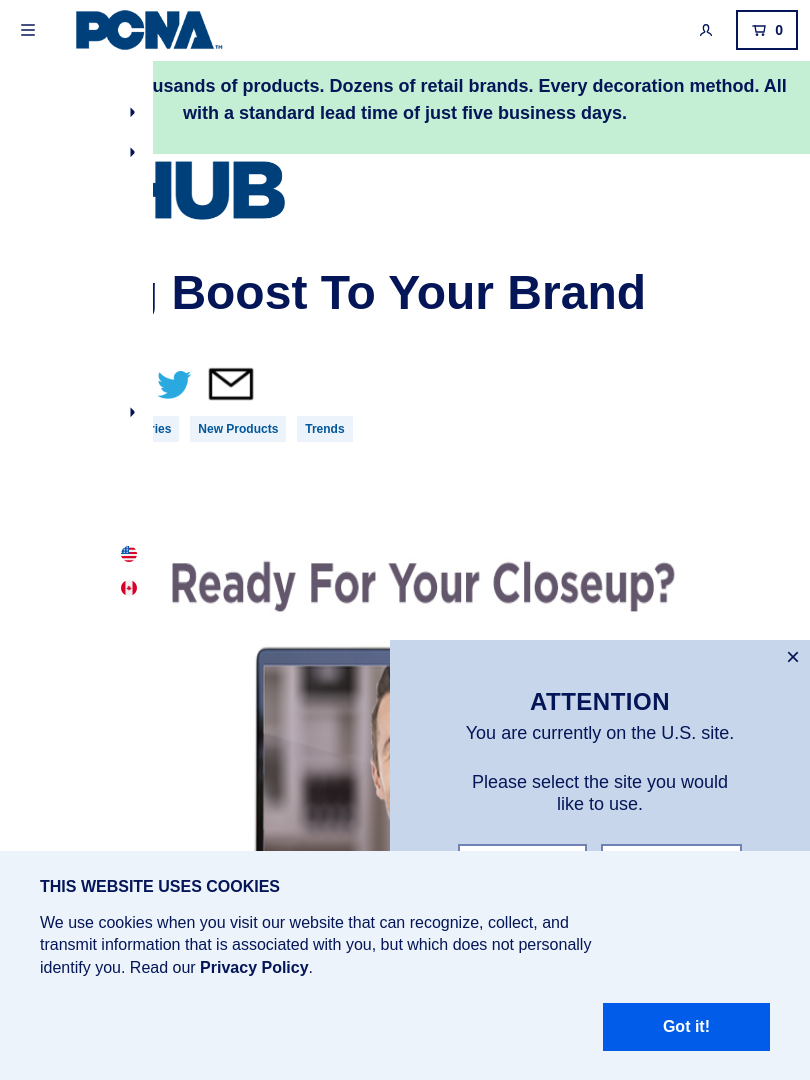 PCNA™
0
usands of products. Dozens of retail brands. Every decoration method. All
with a standard lead time of just five business days.
HUB
Boost To Your Brand
ries
New Products
Trends
Ready For Your Closeup?
ATTENTION
You are currently on the U.S. site.
Please select the site you would
like to use.
THIS WEBSITE USES COOKIES
We use cookies when you visit our website that can recognize, collect, and
transmit information that is associated with you, but which does not personally
identify you. Read our Privacy Policy.
Got it!